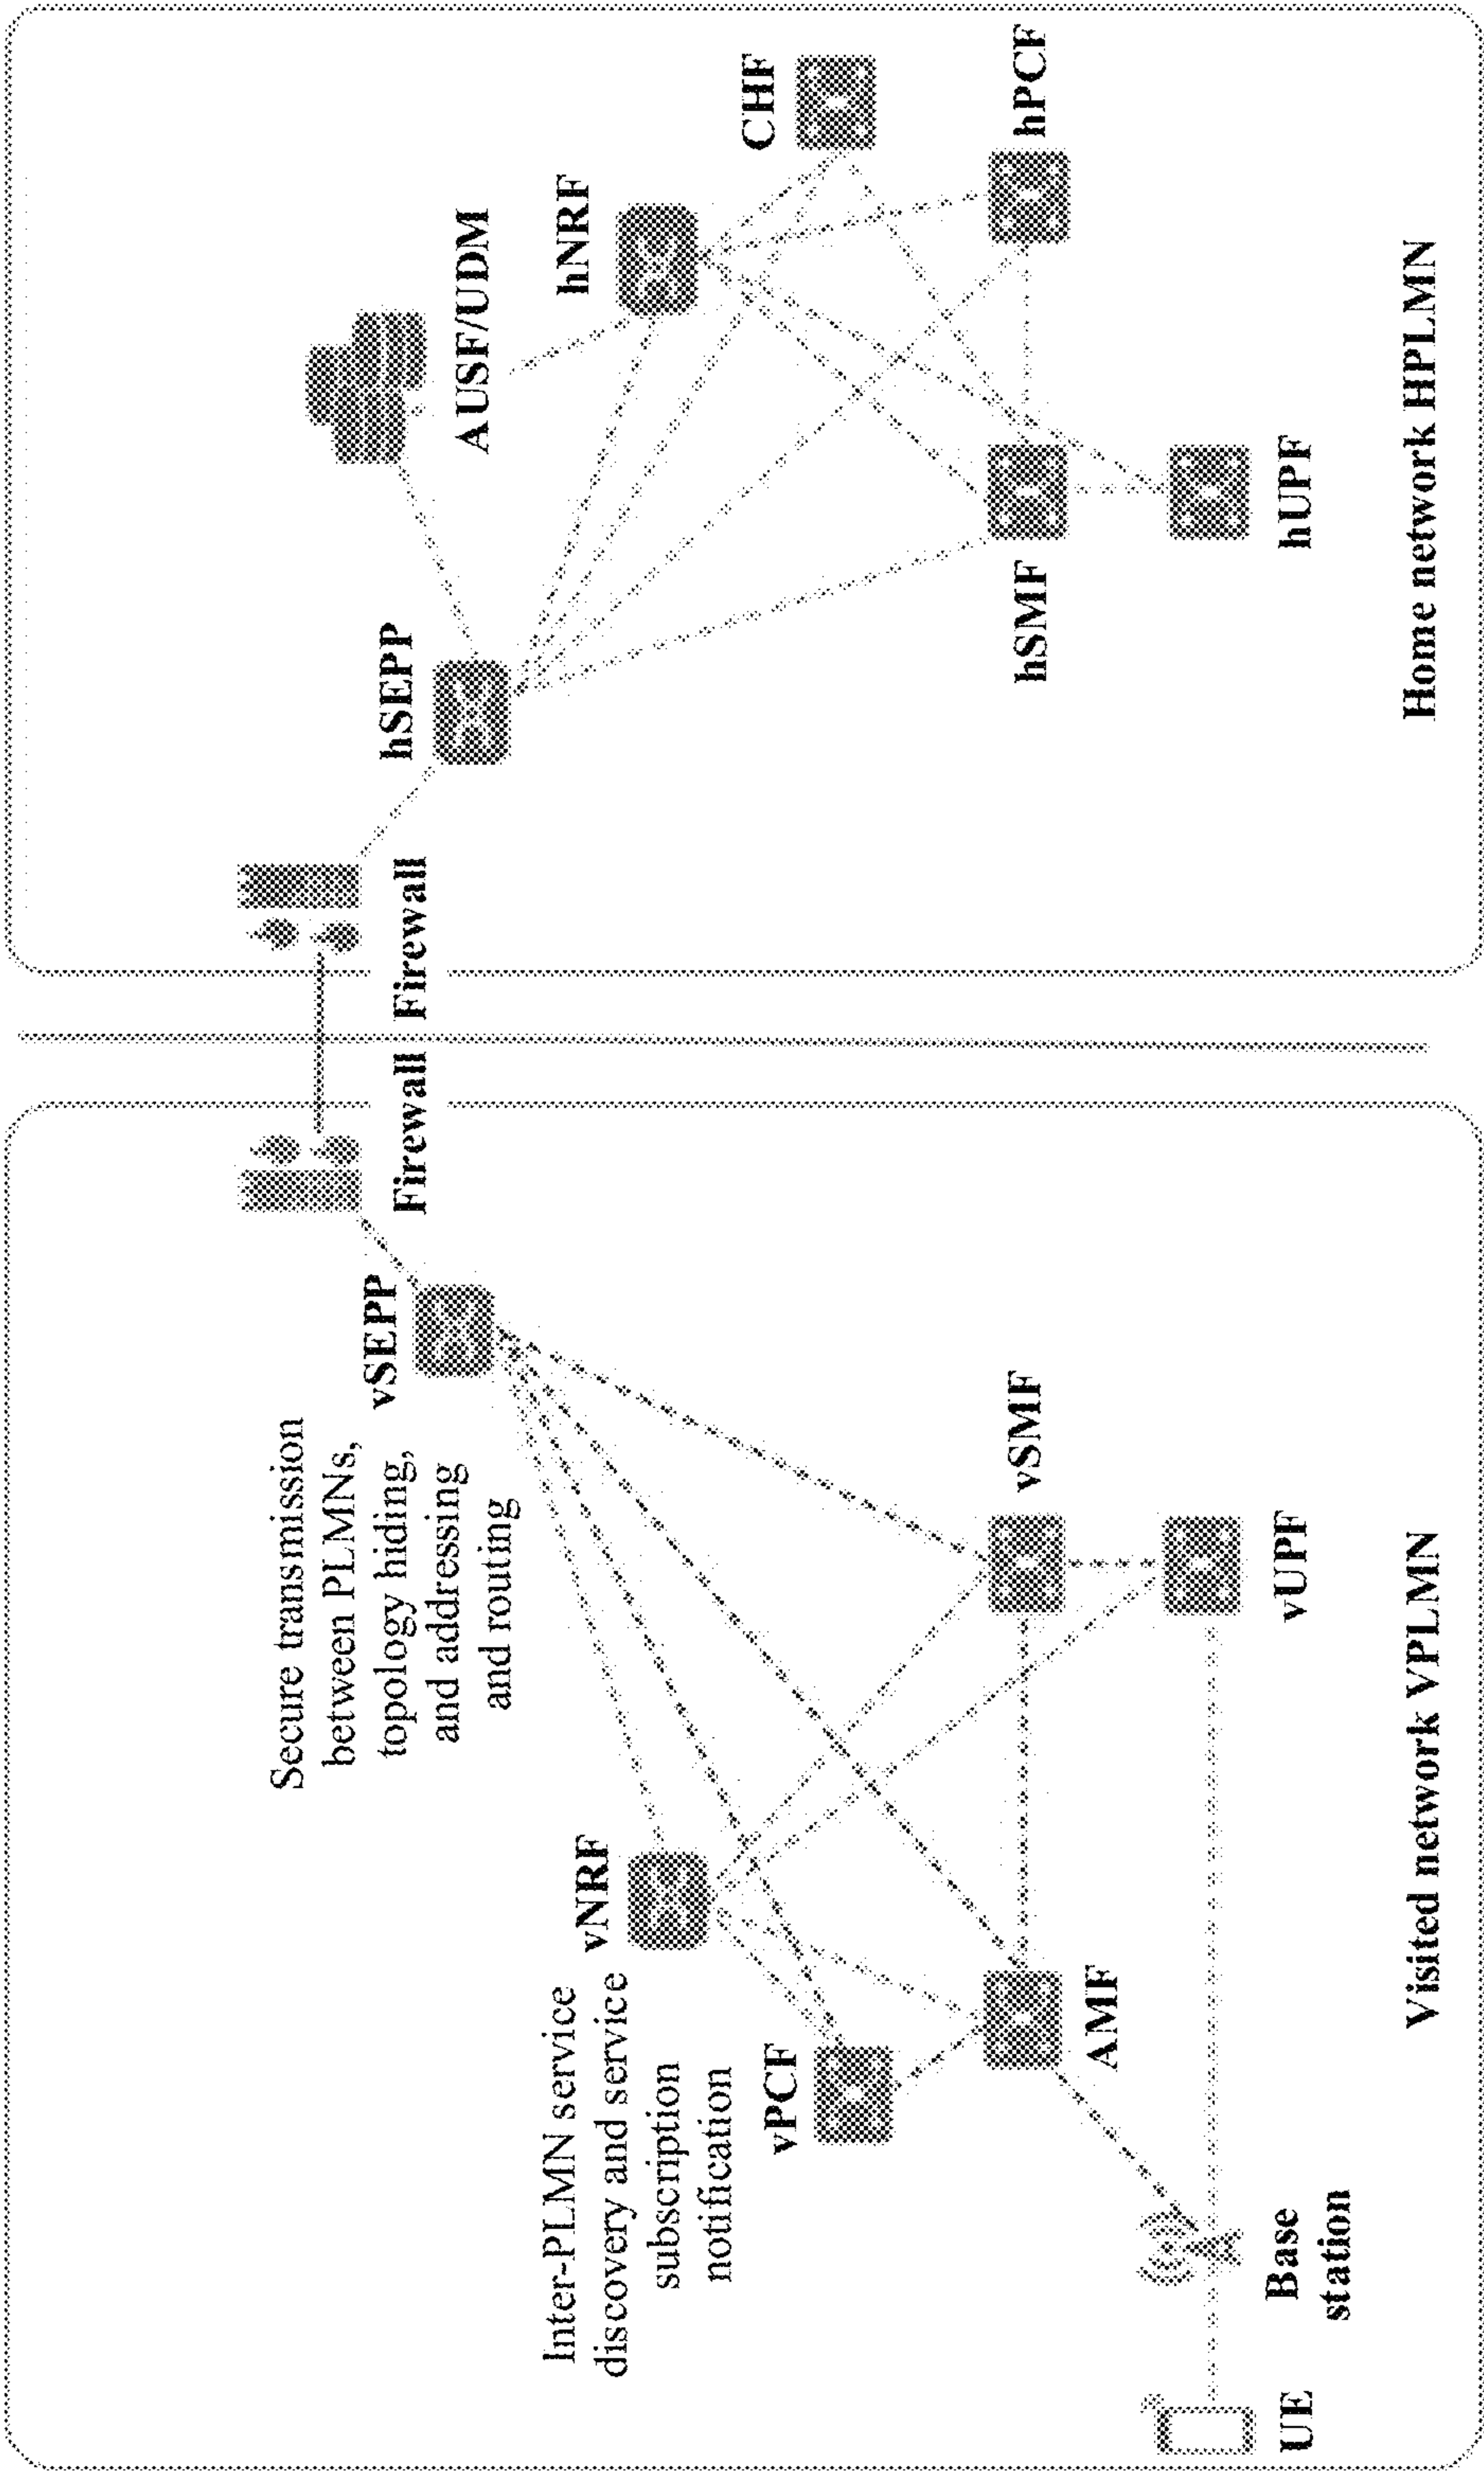 Secure transmission
between PLMNs,
topology hiding,
and addressing
and routing
vSEPP
Firewall
Firewall
hSEPP
AUSF/UDM
hNRF
CHF
hPCF
hSMF
hUPF
Home network HPLMN
Inter-PLMN service
discovery and service
subscription
notification
vNRF
vPCF
AMF
vSMF
vUPF
UE
Base
station
Visited network VPLMN